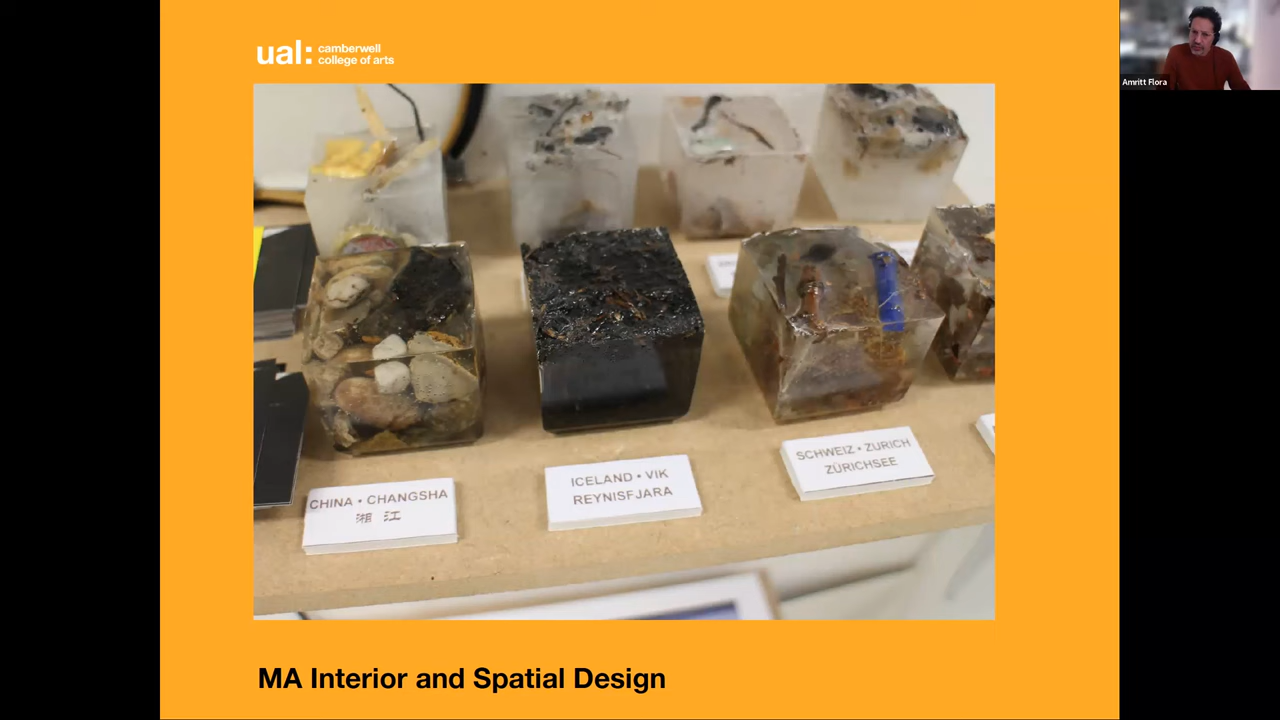 ual:
camberwell
college of arts
Amritt Flora
CHINA • CHANGSHA
湘 江
ICELAND • VIK
REYNISFJARA
SCHWEIZ • ZURICH
ZÜRICHSEE
MA Interior and Spatial Design